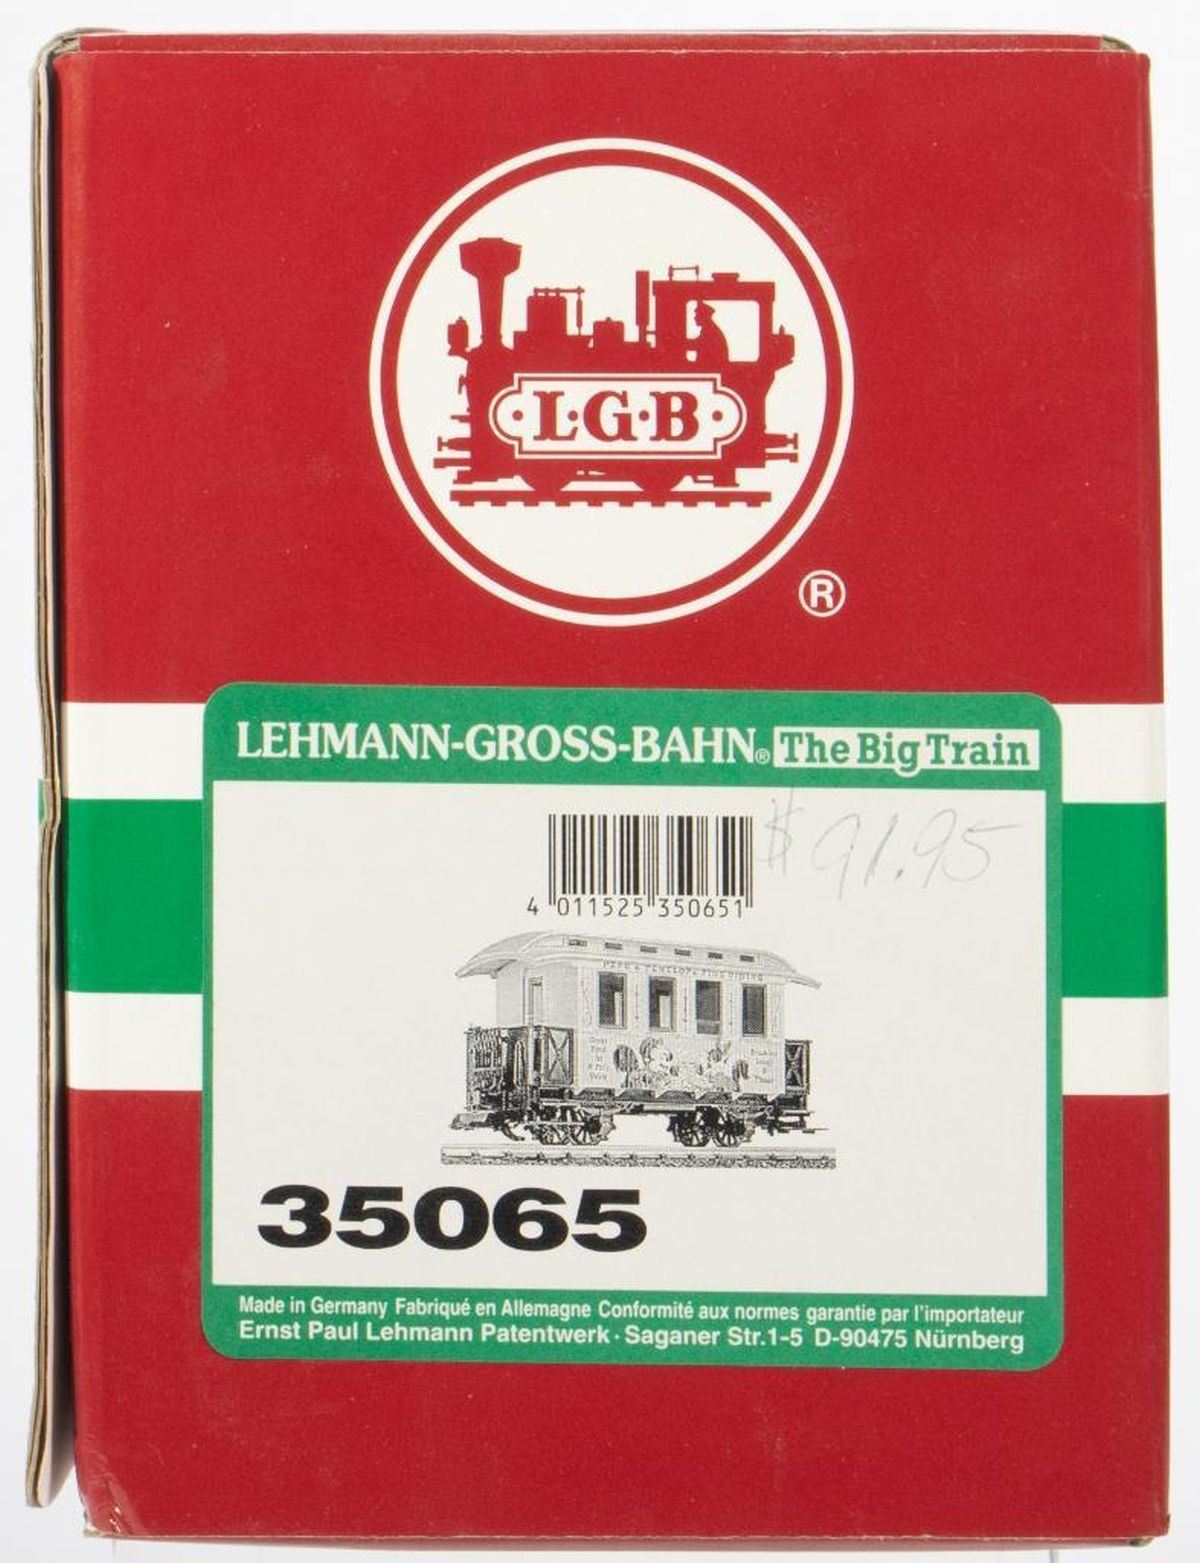 L·G·B
®
LEHMANN-GROSS-BAHN® The Big Train
$91.95
4 011525 350651
35065
Made in Germany Fabriqué en Allemagne Conformité aux normes garantie par l'importateur
Ernst Paul Lehmann Patentwerk · Saganer Str.1-5 D-90475 Nürnberg